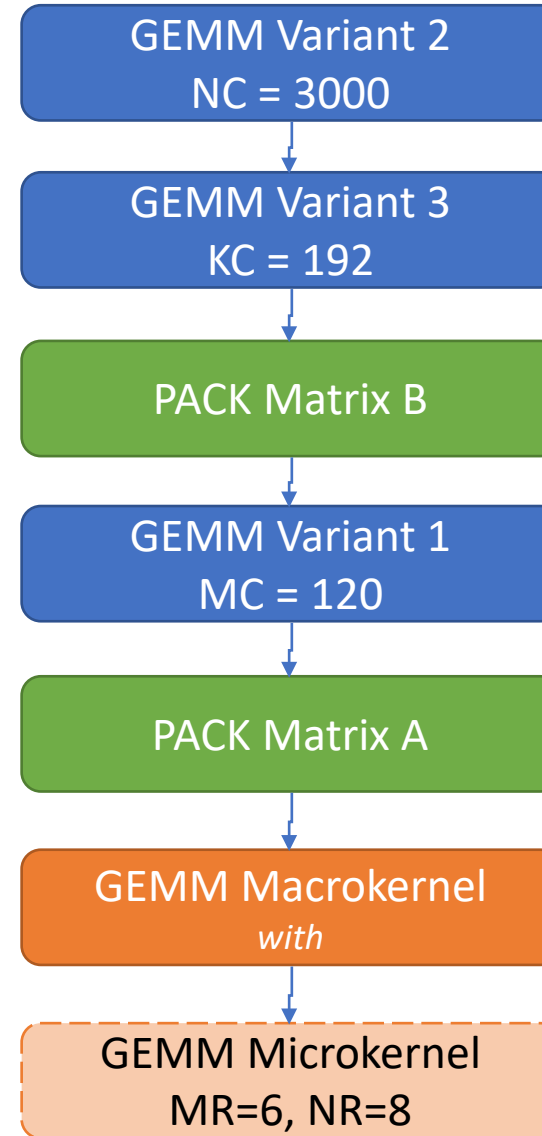 GEMM Variant 2
NC = 3000
GEMM Variant 3
KC = 192
PACK Matrix B
GEMM Variant 1
MC = 120
PACK Matrix A
GEMM Macrokernel
with
GEMM Microkernel
MR=6, NR=8